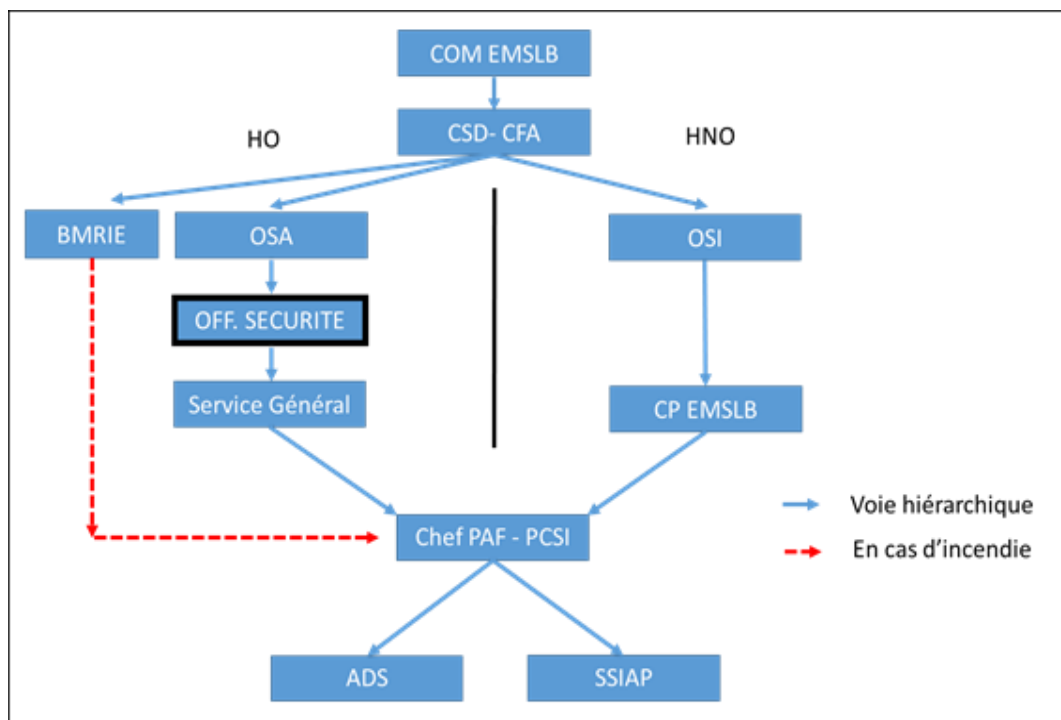 COM EMSLB
CSD- CFA
HO
HNO
BMRIE
OSA
OSI
OFF. SECURITE
Service Général
CP EMSLB
Voie hiérarchique
Chef PAF - PCSI
En cas d'incendie
ADS
SSIAP